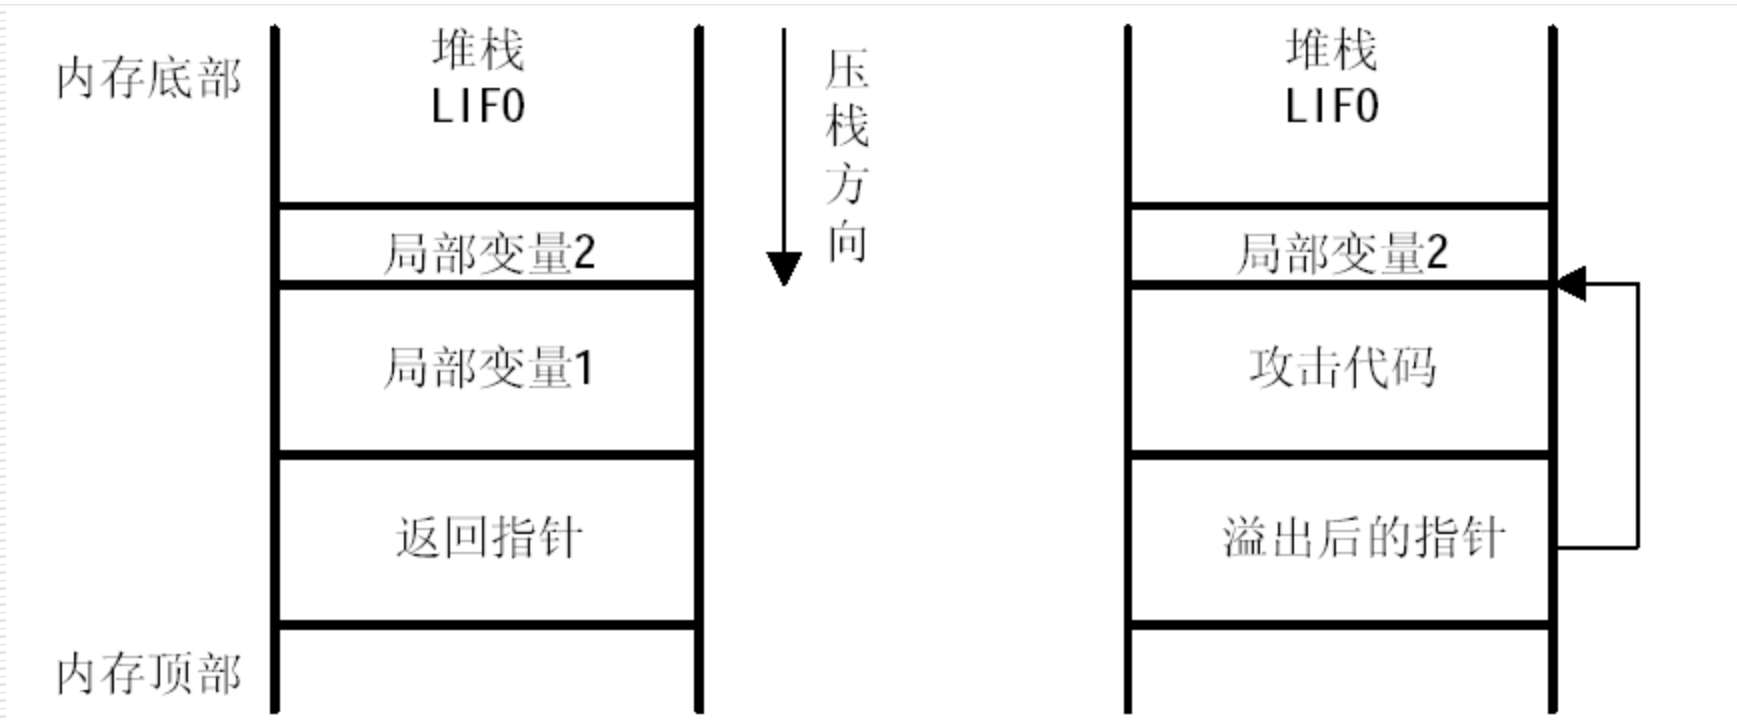 内存底部
堆栈
LIFO
局部变量2
局部变量1
返回指针
内存顶部
压栈方向
堆栈
LIFO
局部变量2
攻击代码
溢出后的指针